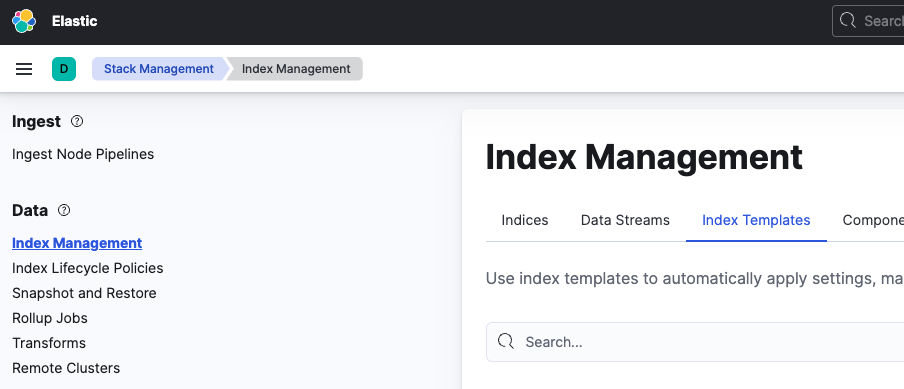 Elastic
Search
D
Stack Management
Index Management
Ingest
Ingest Node Pipelines
Data
Index Management
Index Lifecycle Policies
Snapshot and Restore
Rollup Jobs
Transforms
Remote Clusters
Index Management
Indices Data Streams Index Templates Compone
Use index templates to automatically apply settings, ma
Search...